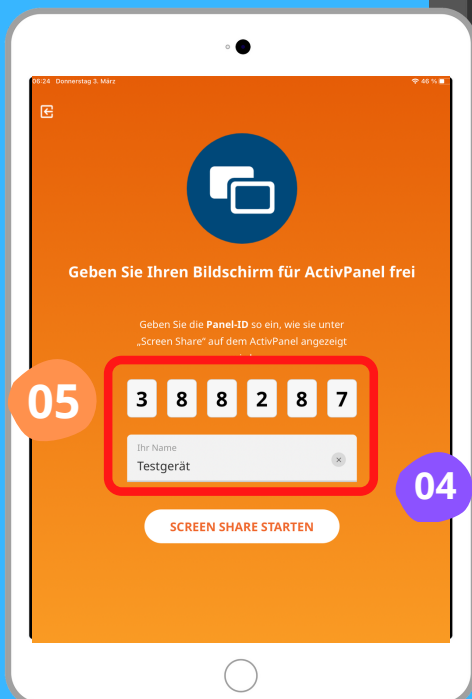 06:24 Donnerstag 3. März
46 %
Geben Sie Ihren Bildschirm für ActivPanel frei
Geben Sie die Panel-ID so ein, wie sie unter
„Screen Share“ auf dem ActivPanel angezeigt
05
3 8 8 2 8 7
Ihr Name
Testgerät
04
SCREEN SHARE STARTEN